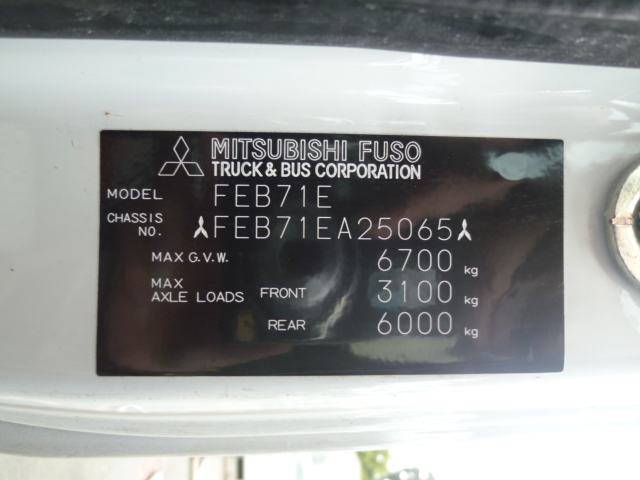 MITSUBISHI FUSO
TRUCK & BUS CORPORATION
MODEL FEB71E
CHASSIS NO. FEB71EA25065
MAX G.V.W. 6700 kg
MAX AXLE LOADS FRONT 3100 kg
REAR 6000 kg